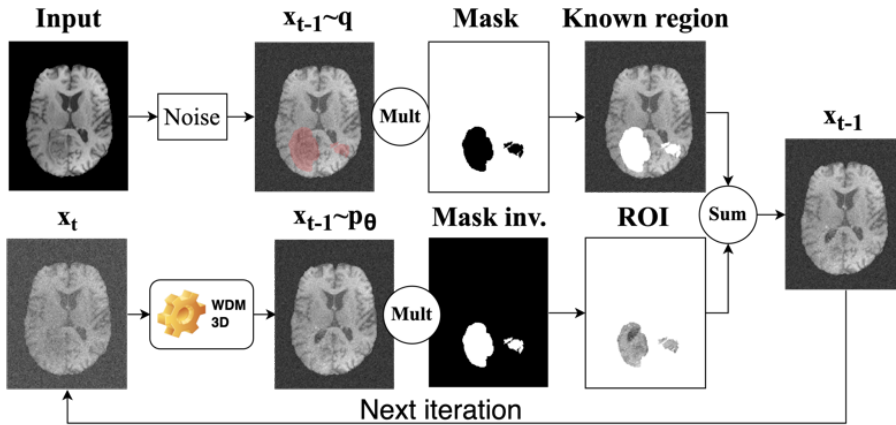 Input
x_{t-1}~q
Mask
Known region
Noise
Mult
x_{t-1}
Sum
x_t
x_{t-1}~p_θ
Mask inv.
ROI
WDM
3D
Mult
Next iteration